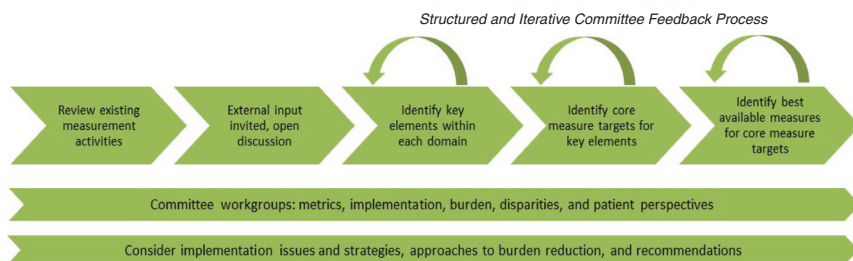 Structured and Iterative Committee Feedback Process
Review existing
measurement
activities
External input
invited, open
discussion
Identify key
elements within
each domain
Identify core
measure targets for
key elements
Identify best
available measures
for core measure
targets
Committee workgroups: metrics, implementation, burden, disparities, and patient perspectives
Consider implementation issues and strategies, approaches to burden reduction, and recommendations